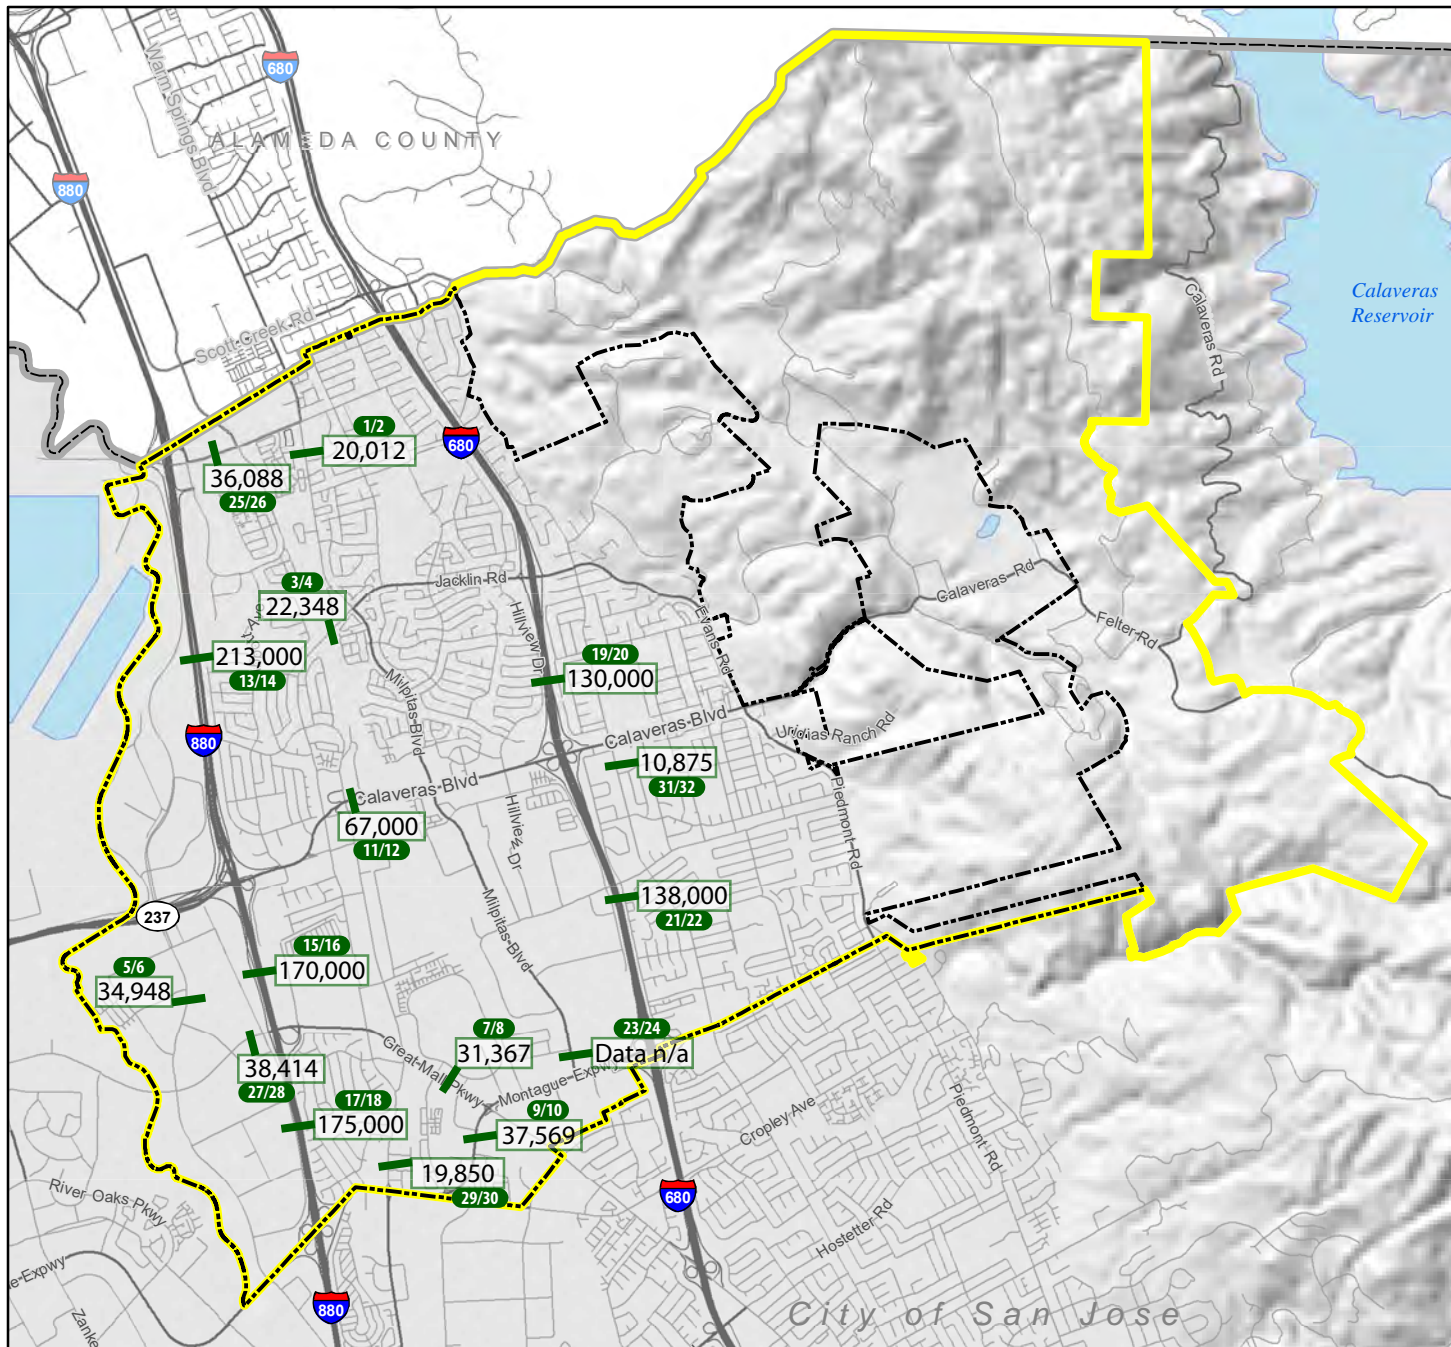 680
Warm Springs Blvd
ALAMEDA COUNTY
880
Calaveras
Reservoir
Calaveras Rd
Scott Creek Rd
1/2
20,012
680
36,088
25/26
3/4
22,348
Jacklin Rd
Hillview Dr
Evans Rd
Calaveras Rd
Felter Rd
213,000
13/14
19/20
130,000
Milpitas Blvd
880
Calaveras Blvd
Uridias Ranch Rd
10,875
31/32
Calaveras Blvd
Hillview Dr
Piedmont Rd
67,000
11/12
138,000
21/22
Milpitas Blvd
237
15/16
170,000
5/6
34,948
7/8
31,367
23/24
Data n/a
38,414
27/28
Great Mall Pkwy
Montague Expwy
17/18
175,000
9/10
37,569
Cropley Ave
Piedmont Rd
19,850
29/30
River Oaks Pkwy
680
Hostetter Rd
e Expwy
880
Zanke
City of San Jose